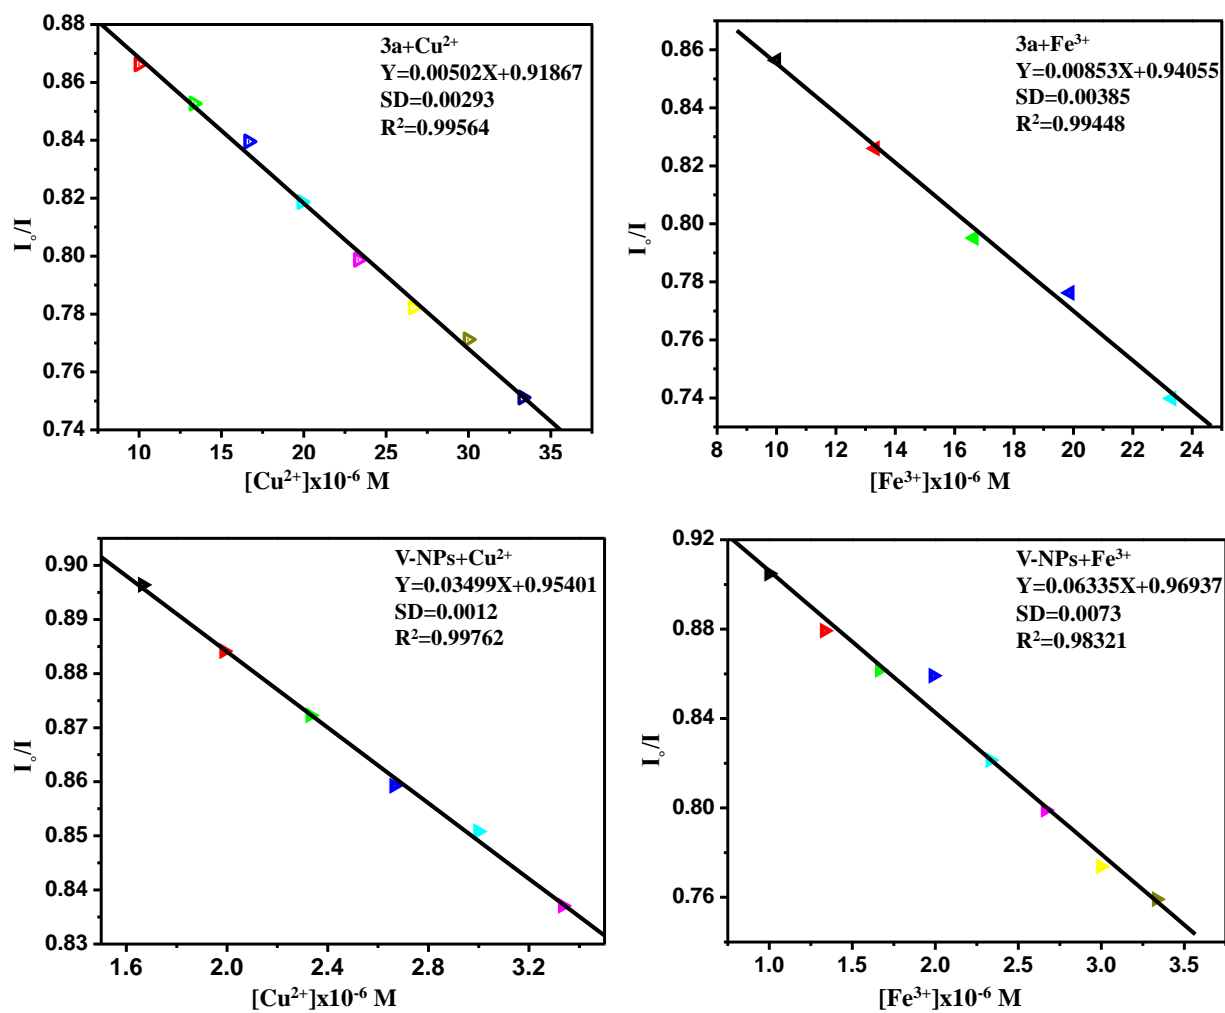 3a+Cu²⁺
Y=0.00502X+0.91867
SD=0.00293
R²=0.99564
0.88
0.86
0.84
0.82
0.80
0.78
0.76
0.74
I₀/I
10 15 20 25 30 35
[Cu²⁺]x10⁻⁶ M
3a+Fe³⁺
Y=0.00853X+0.94055
SD=0.00385
R²=0.99448
0.86
0.84
0.82
0.80
0.78
0.76
0.74
I₀/I
8 10 12 14 16 18 20 22 24
[Fe³⁺]x10⁻⁶ M
V-NPs+Cu²⁺
Y=0.03499X+0.95401
SD=0.0012
R²=0.99762
0.90
0.89
0.88
0.87
0.86
0.85
0.84
0.83
I₀/I
1.6 2.0 2.4 2.8 3.2
[Cu²⁺]x10⁻⁶ M
V-NPs+Fe³⁺
Y=0.06335X+0.96937
SD=0.0073
R²=0.98321
0.92
0.88
0.84
0.80
0.76
I₀/I
1.0 1.5 2.0 2.5 3.0 3.5
[Fe³⁺]x10⁻⁶ M